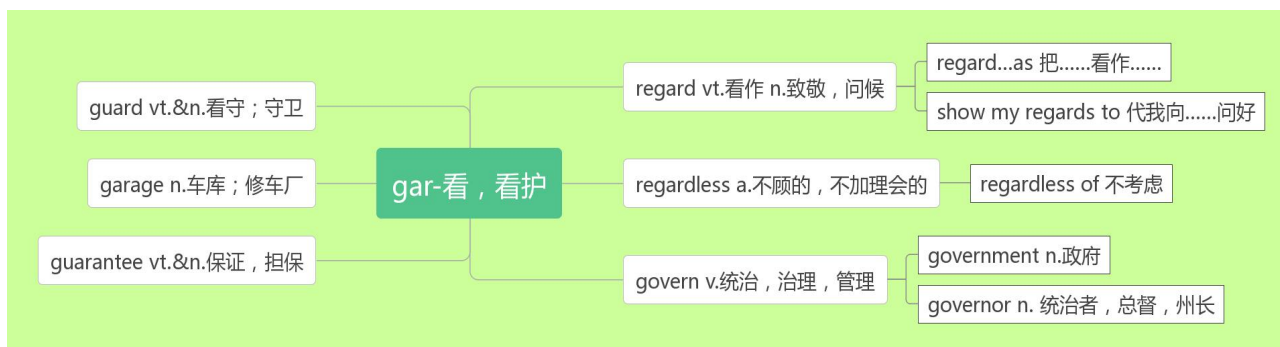 gar-看，看护
guard vt.&n.看守；守卫
garage n.车库；修车厂
guarantee vt.&n.保证，担保
regard vt.看作 n.致敬，问候
regard...as 把......看作......
show my regards to 代我向......问好
regardless a.不顾的，不加理会的
regardless of 不考虑
govern v.统治，治理，管理
government n.政府
governor n. 统治者，总督，州长